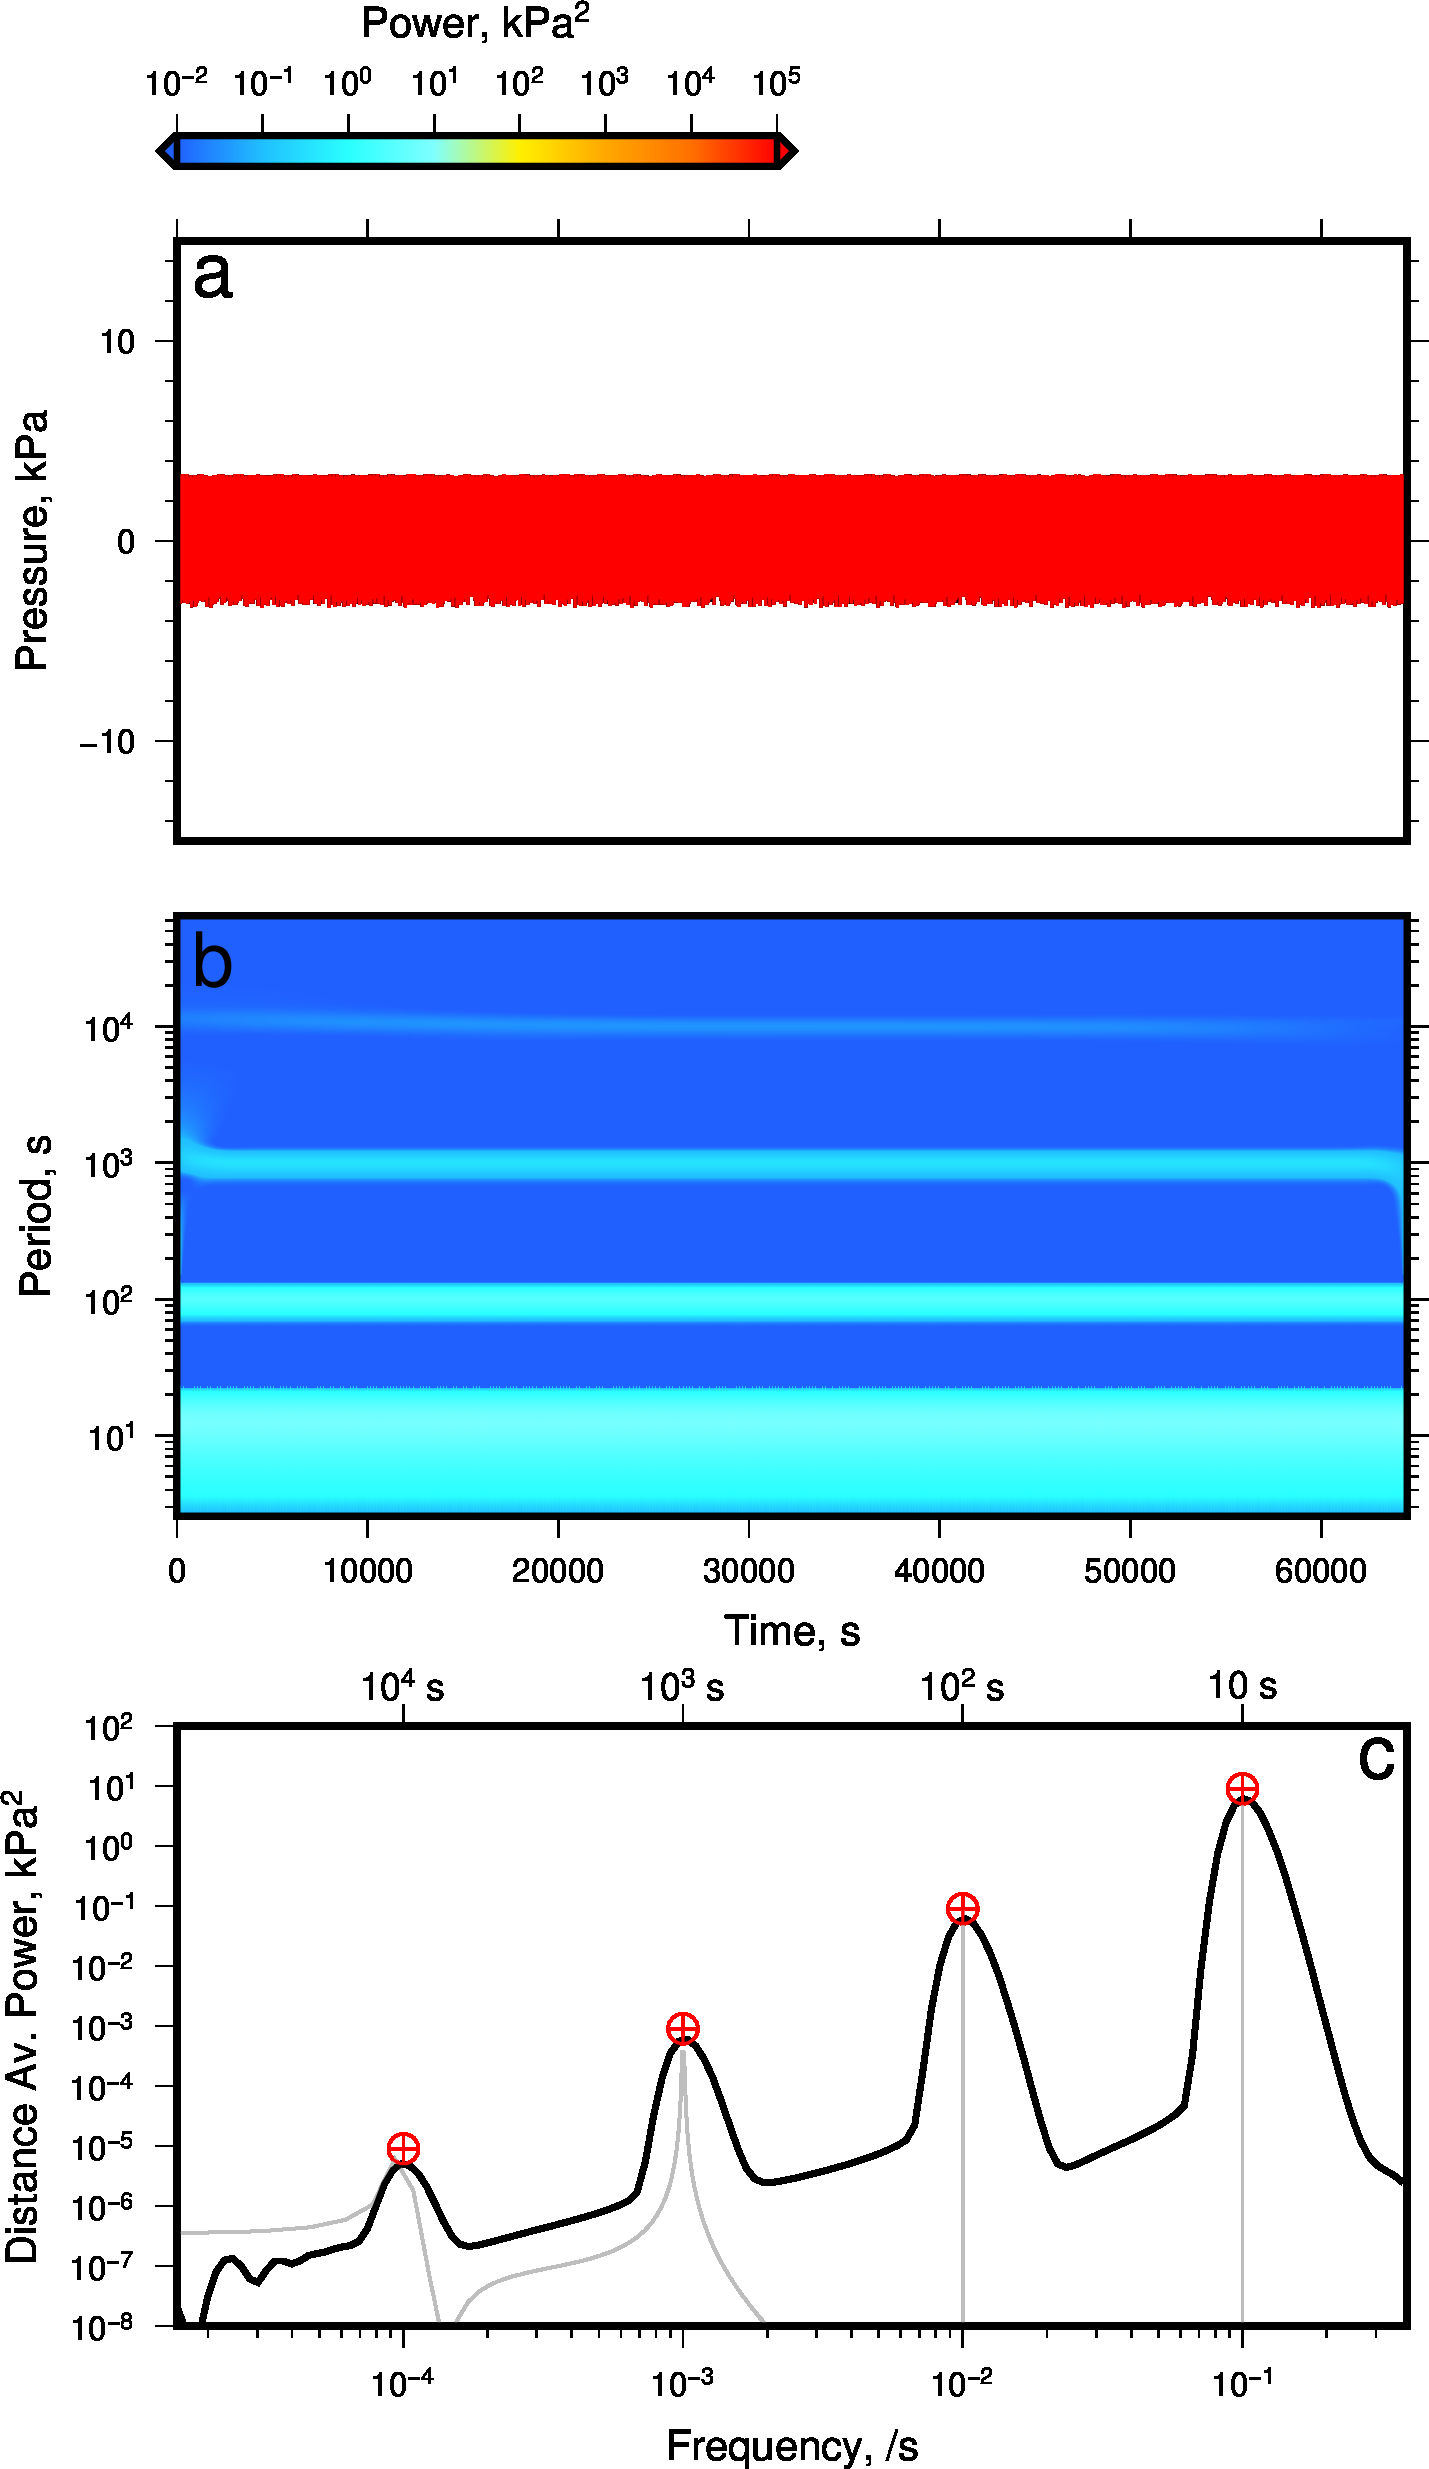 Power, kPa²
10⁻² 10⁻¹ 10⁰ 10¹ 10² 10³ 10⁴ 10⁵
a
10
0
−10
Pressure, kPa
b
10⁴
10³
10²
10¹
Period, s
0 10000 20000 30000 40000 50000 60000
Time, s
10⁴ s 10³ s 10² s 10 s
c
10²
10¹
10⁰
10⁻¹
10⁻²
10⁻³
10⁻⁴
10⁻⁵
10⁻⁶
10⁻⁷
10⁻⁸
Distance Av. Power, kPa²
10⁻⁴ 10⁻³ 10⁻² 10⁻¹
Frequency, /s